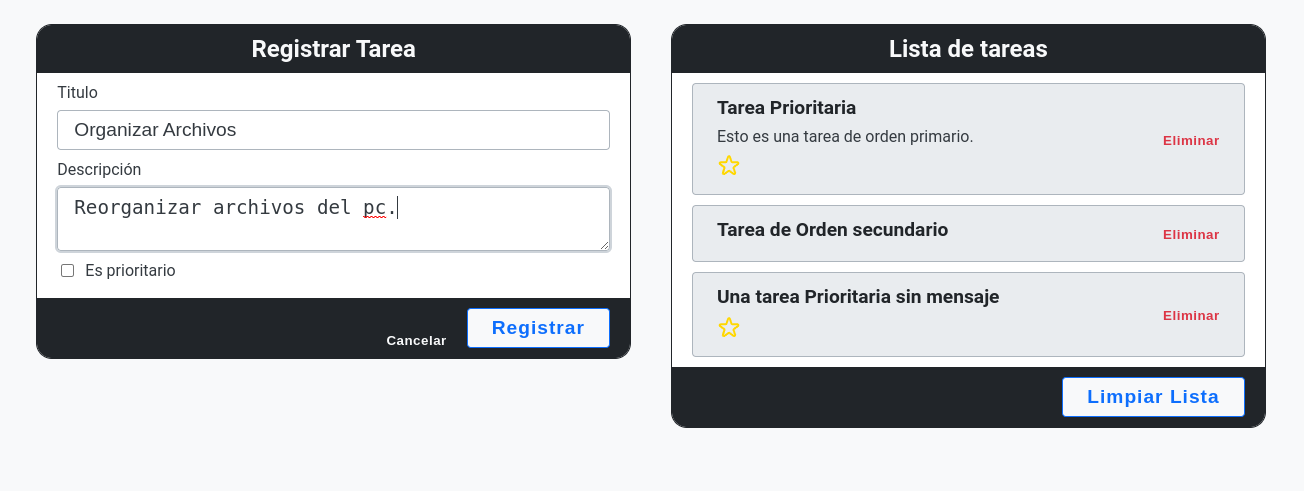 Registrar Tarea
Titulo
Organizar Archivos
Descripción
Reorganizar archivos del pc.
Es prioritario
Cancelar
Registrar
Lista de tareas
Tarea Prioritaria
Esto es una tarea de orden primario.
Eliminar
Tarea de Orden secundario
Eliminar
Una tarea Prioritaria sin mensaje
Eliminar
Limpiar Lista